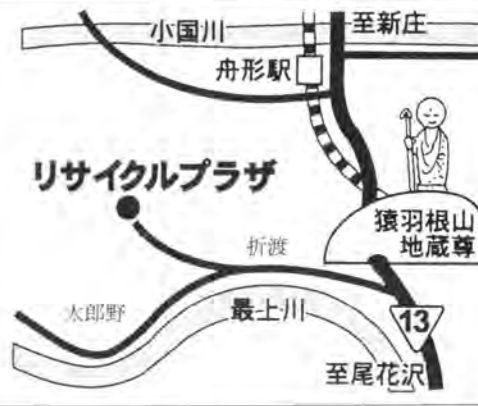 小国川
至新庄
舟形駅
リサイクルプラザ
猿羽根山
地蔵尊
折渡
太郎野
最上川
13
至尾花沢